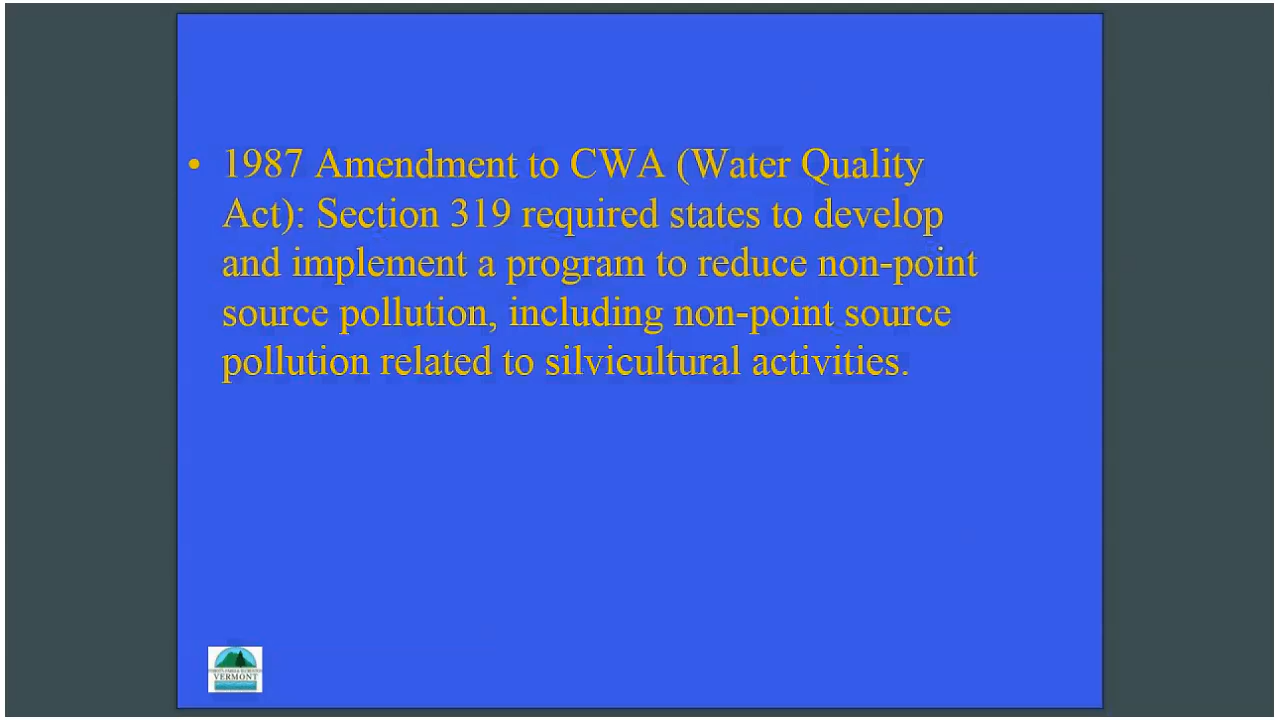 • 1987 Amendment to CWA (Water Quality
Act): Section 319 required states to develop
and implement a program to reduce non-point
source pollution, including non-point source
pollution related to silvicultural activities.
VERMONT